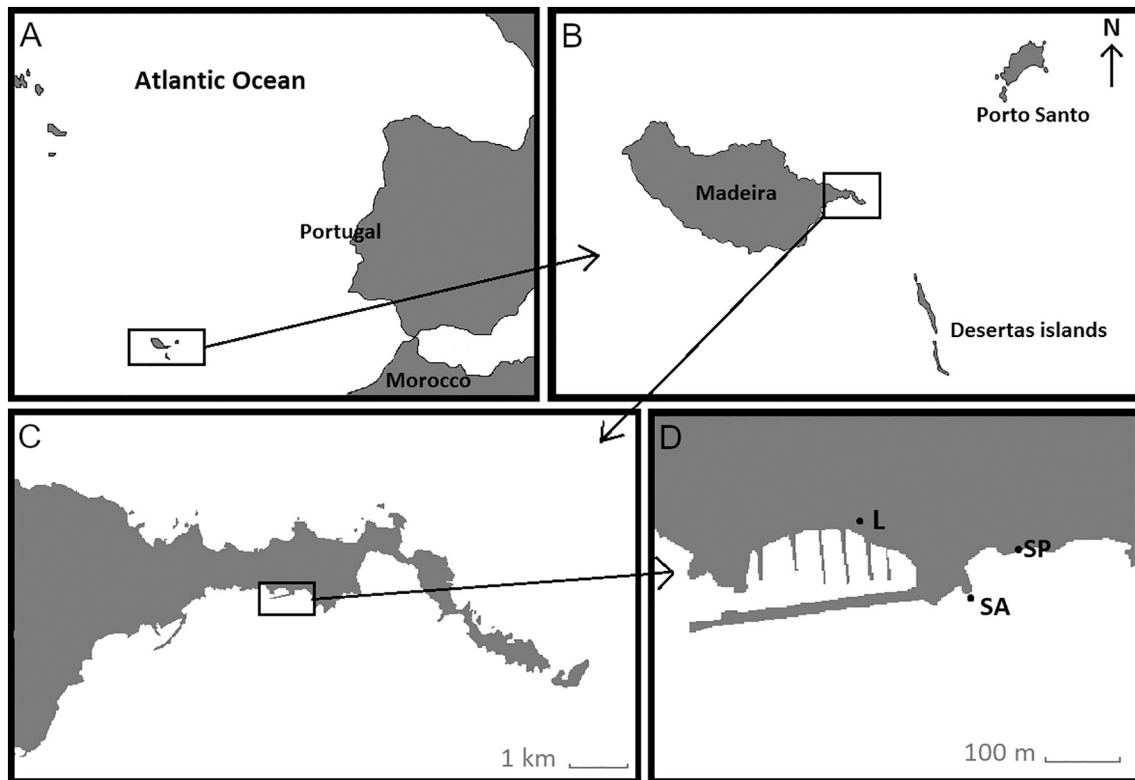 A
Atlantic Ocean
Portugal
Morocco
B
N
Porto Santo
Madeira
Desertas islands
C
1 km
D
L
SP
SA
100 m